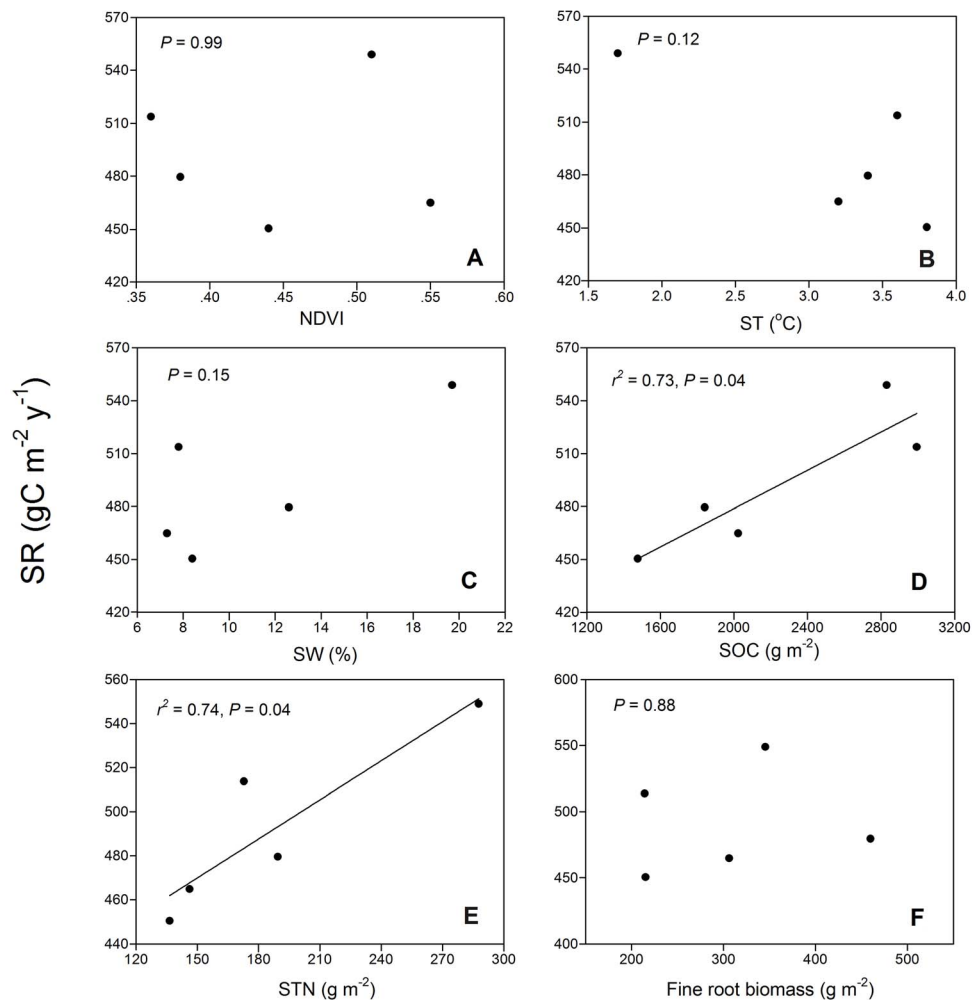 SR (gC m⁻² y⁻¹)
570
540
510
480
450
420
P = 0.99
A
.35 .40 .45 .50 .55 .60
NDVI
570
540
510
480
450
420
P = 0.12
B
1.5 2.0 2.5 3.0 3.5 4.0
ST (°C)
570
540
510
480
450
420
P = 0.15
C
6 8 10 12 14 16 18 20 22
SW (%)
570
540
510
480
450
420
r² = 0.73, P = 0.04
D
1200 1600 2000 2400 2800 3200
SOC (g m⁻²)
560
540
520
500
480
460
440
r² = 0.74, P = 0.04
E
120 150 180 210 240 270 300
STN (g m⁻²)
600
550
500
450
400
P = 0.88
F
200 300 400 500
Fine root biomass (g m⁻²)